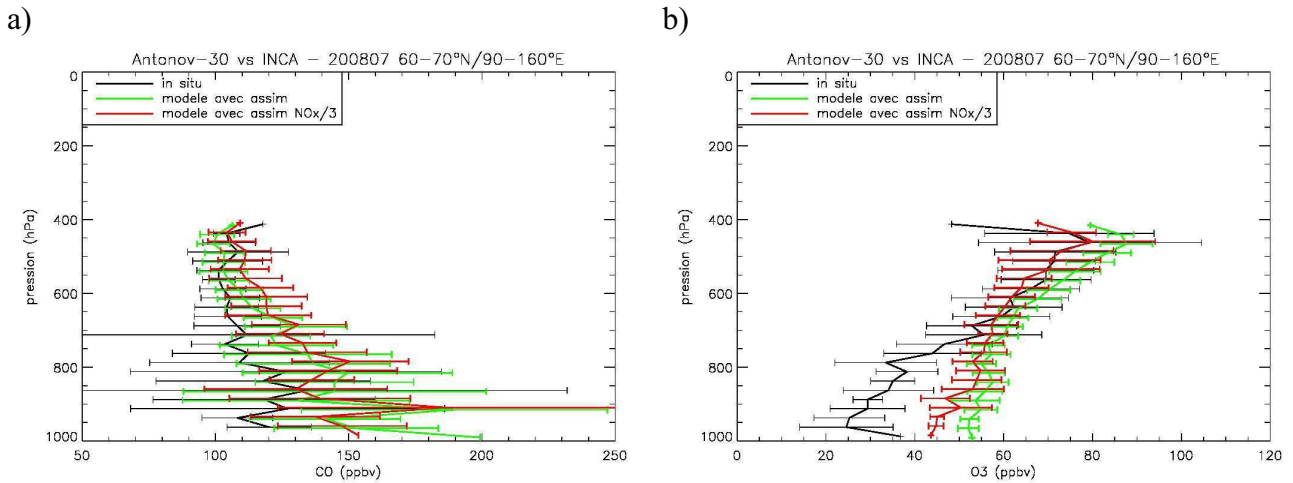 a)
Antonov-30 vs INCA - 200807 60-70°N/90-160°E
in situ
modele avec assim
modele avec assim NOx/3
0
200
400
600
800
1000
pression (hPa)
50
100
150
200
250
CO (ppbv)
b)
Antonov-30 vs INCA - 200807 60-70°N/90-160°E
in situ
modele avec assim
modele avec assim NOx/3
0
200
400
600
800
1000
pression (hPa)
0
20
40
60
80
100
120
O3 (ppbv)